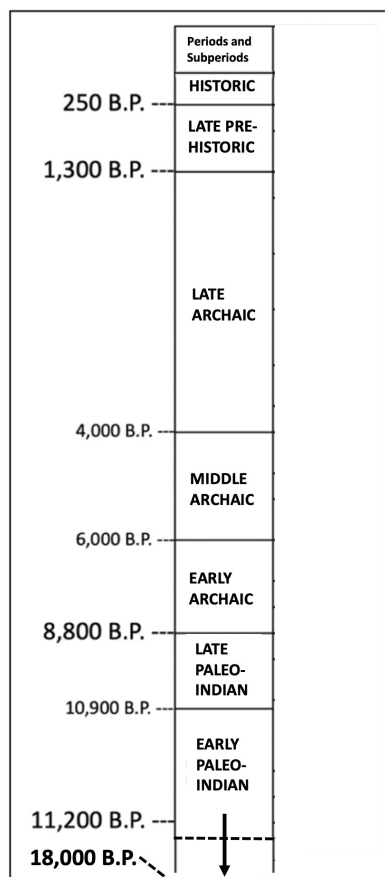 Periods and
Subperiods
HISTORIC
250 B.P.
LATE PRE-
HISTORIC
1,300 B.P.
LATE
ARCHAIC
4,000 B.P.
MIDDLE
ARCHAIC
6,000 B.P.
EARLY
ARCHAIC
8,800 B.P.
LATE
PALEO-
INDIAN
10,900 B.P.
EARLY
PALEO-
INDIAN
11,200 B.P.
18,000 B.P.